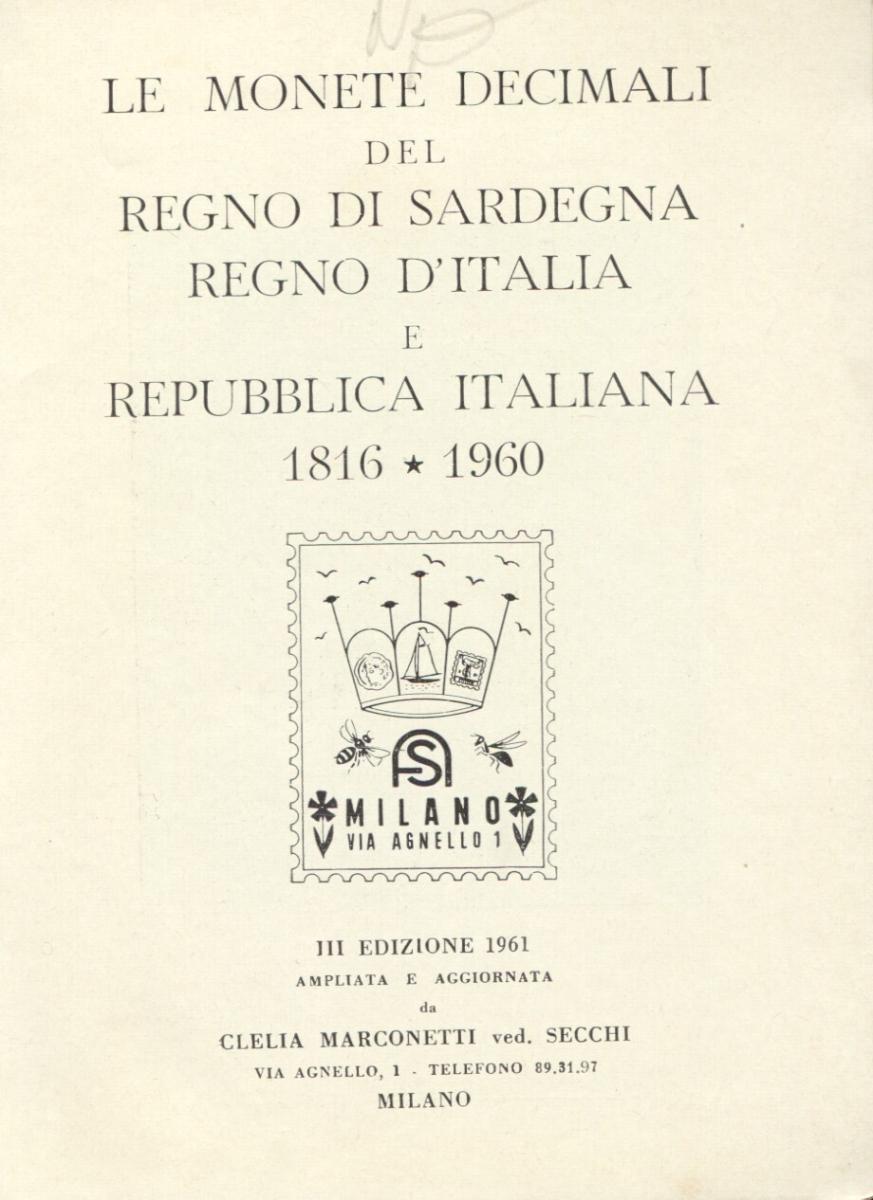 LE MONETE DECIMALI
DEL
REGNO DI SARDEGNA
REGNO D'ITALIA
E
REPUBBLICA ITALIANA
1816 ★ 1960
MILANO
VIA AGNELLO 1
III EDIZIONE 1961
AMPLIATA E AGGIORNATA
da
CLELIA MARCONETTI ved. SECCHI
VIA AGNELLO, 1 - TELEFONO 89.31.97
MILANO